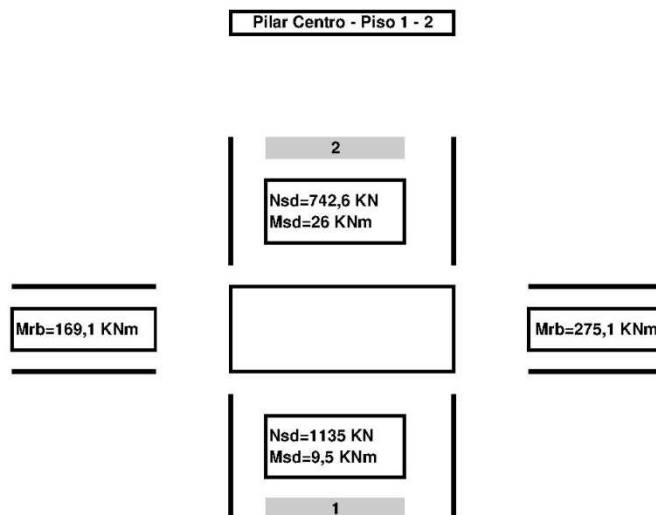 Pilar Centro - Piso 1 - 2
2
Nsd=742,6 KN
Msd=26 KNm
Mrb=169,1 KNm
Mrb=275,1 KNm
Nsd=1135 KN
Msd=9,5 KNm
1